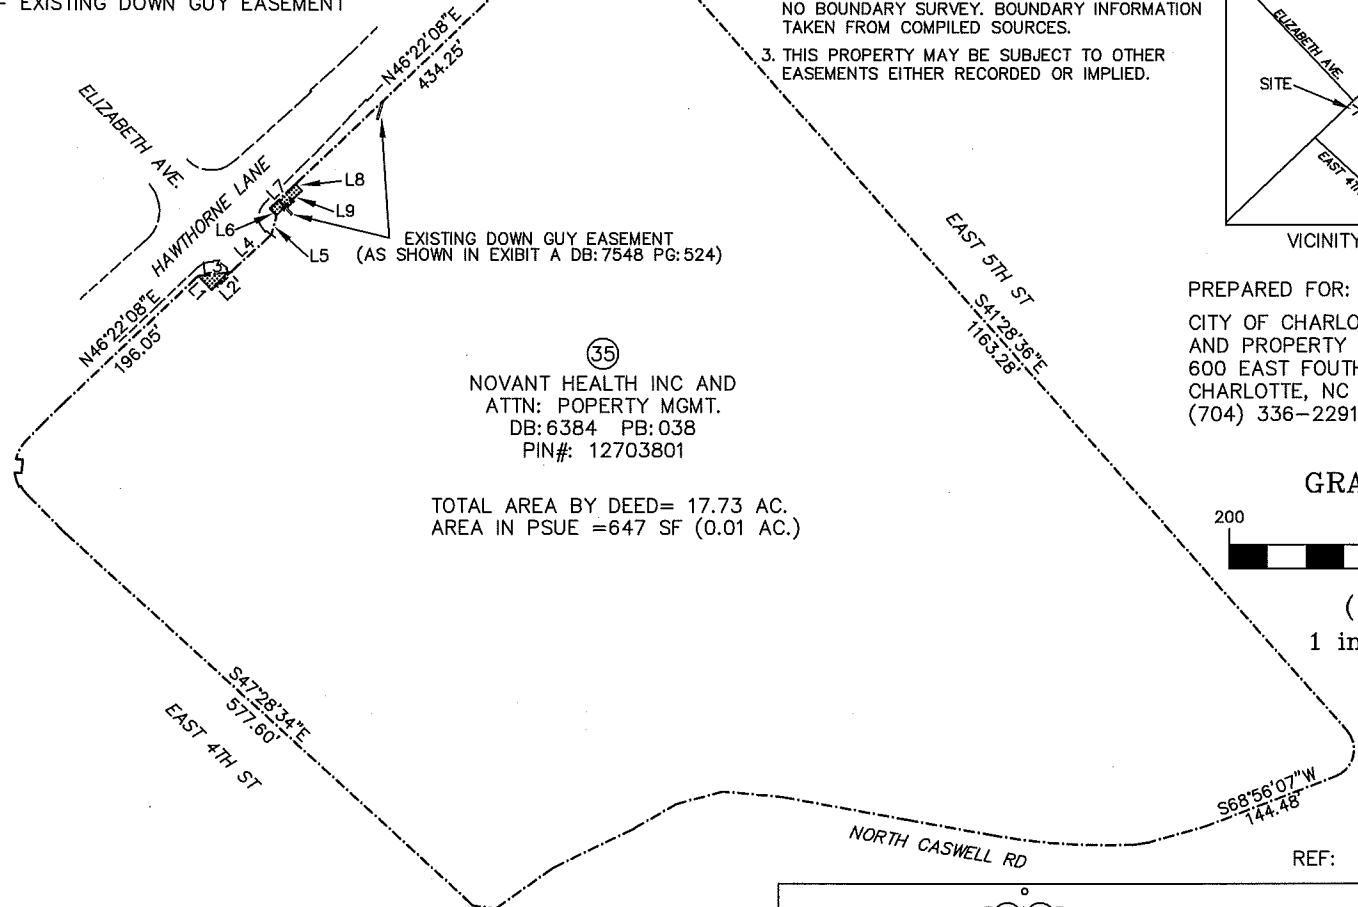 EXISTING DOWN GUY EASEMENT
NO BOUNDARY SURVEY. BOUNDARY INFORMATION
TAKEN FROM COMPILED SOURCES.
3. THIS PROPERTY MAY BE SUBJECT TO OTHER
EASEMENTS EITHER RECORDED OR IMPLIED.
N46°22'08"E
434.25'
ELIZABETH AVE.
HAWTHORNE LANE
L7
L8
L9
L6
L4
L5
L3
L1
L2
EXISTING DOWN GUY EASEMENT
(AS SHOWN IN EXIBIT A DB:7548 PG:524)
N46°22'08"E
196.05'
EAST 5TH ST
S41°28'36"E
1163.28'
ELIZABETH AVE.
SITE
EAST 4T
VICINITY
PREPARED FOR:
CITY OF CHARLO
AND PROPERTY
600 EAST FOUTH
CHARLOTTE, NC
(704) 336-2291
35
NOVANT HEALTH INC AND
ATTN: POPERTY MGMT.
DB:6384 PB:038
PIN#: 12703801
TOTAL AREA BY DEED= 17.73 AC.
AREA IN PSUE =647 SF (0.01 AC.)
GRA
200
(
1 in
S47°28'34"E
577.60'
EAST 4TH ST
S68°56'07"W
144.48'
NORTH CASWELL RD
REF: